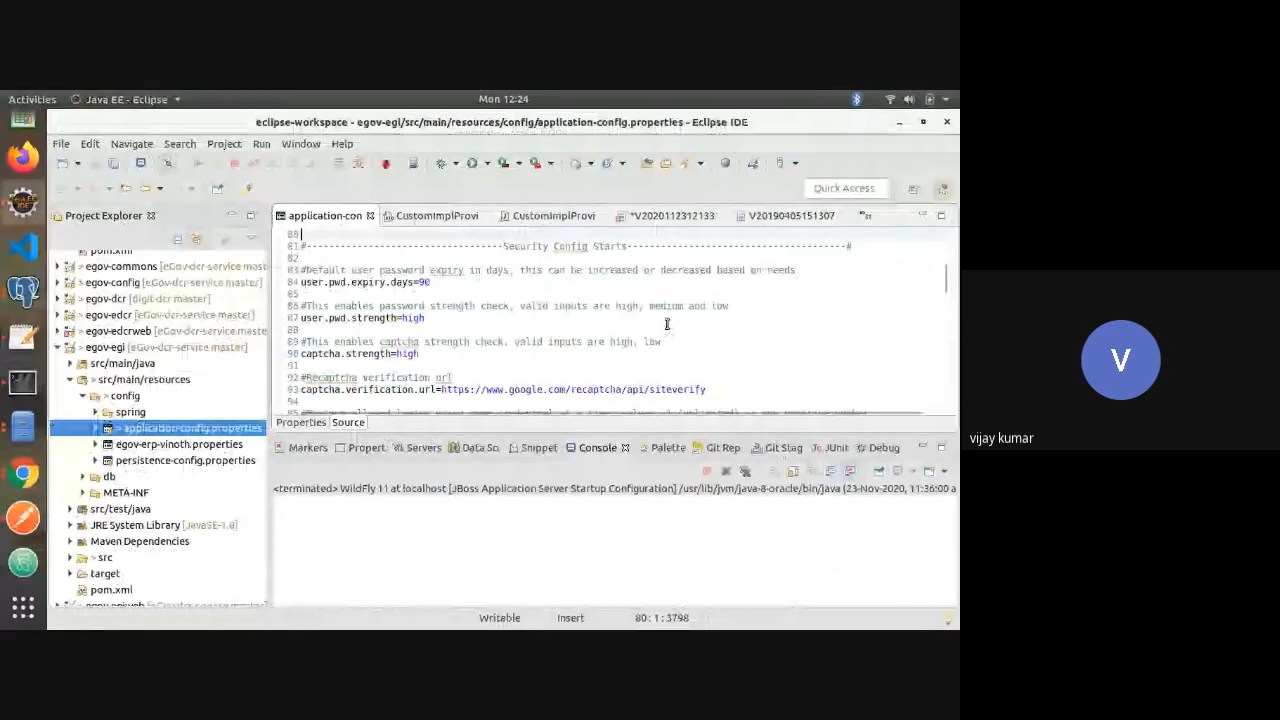 Activities Java EE - Eclipse Mon 12:24
eclipse-workspace - egov-egi/src/main/resources/config/application-config.properties - Eclipse IDE
File Edit Navigate Search Project Run Window Help
Quick Access
Project Explorer
application-con CustomImplProvi CustomImplProvi *V2020112312133 V20190405151307
pom.xml
egov-commons [eGov-dcr-service mast
egov-config [eGov-dcr-service master]
egov-dcr [digit-dcr master]
egov-edcr [eGov-dcr-service master]
egov-edcrweb [eGov-dcr-service mast
egov-egi [eGov-dcr-service master]
src/main/java
> src/main/resources
> config
spring
> application-config.properties
egov-erp-vinoth.properties
persistence-config.properties
db
META-INF
src/test/java
JRE System Library [JavaSE-1.8]
Maven Dependencies
> src
target
pom.xml
80
81 #---------------------------------Security Config Starts-------------------------------------#
82
83 #Default user password expiry in days, this can be increased or decreased based on needs
84 user.pwd.expiry.days=90
85
86 #This enables password strength check, valid inputs are high, medium and low
87 user.pwd.strength=high
88
89 #This enables captcha strength check, valid inputs are high, low
90 captcha.strength=high
91
92 #Recaptcha verification url
93 captcha.verification.url=https://www.google.com/recaptcha/api/siteverify
94
Properties Source
Markers Propert Servers Data So Snippet Console Palette Git Rep Git Stag JUnit Debug
<terminated> WildFly 11 at localhost [JBoss Application Server Startup Configuration] /usr/lib/jvm/java-8-oracle/bin/java (23-Nov-2020, 11:36:00 a
Writable Insert 80 : 1 : 3798
V
vijay kumar